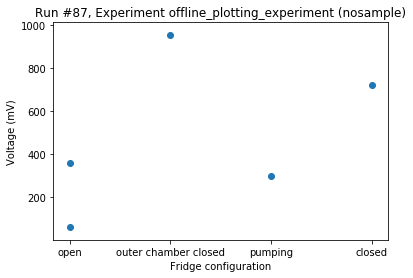 Run #87, Experiment offline_plotting_experiment (nosample)
1000
800
600
400
200
Voltage (mV)
open outer chamber closed pumping closed
Fridge configuration